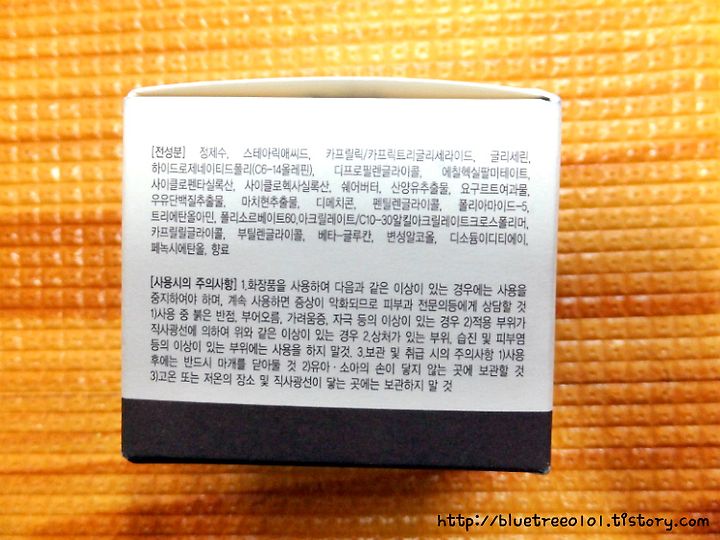 [전성분] 정제수, 스테아릭애씨드, 카프릴릭/카프릭트리글리세라이드, 글리세린,
하이드로제네이티드폴리(C6-14올레핀), 디프로필렌글라이콜, 에칠헥실팔미테이트,
사이클로펜타실록산, 사이클로헥사실록산, 쉐어버터, 산양유추출물, 요구르트여과물,
우유단백질추출물, 마치현추출물, 디메치콘, 펜틸렌글라이콜, 폴리아마이드-5,
트리에탄올아민, 폴리소르베이트60,아크릴레이트/C10-30알킬아크릴레이트크로스폴리머,
카프릴릴글라이콜, 부틸렌글라이콜, 베타-글루칸, 변성알코올, 디소듐이디티에이,
페녹시에탄올, 향료
[사용시의 주의사항] 1.화장품을 사용하여 다음과 같은 이상이 있는 경우에는 사용을
중지하여야 하며, 계속 사용하면 증상이 악화되므로 피부과 전문의등에게 상담할 것
1)사용 중 붉은 반점, 부어오름, 가려움증, 자극 등의 이상이 있는 경우 2)적용 부위가
직사광선에 의하여 위와 같은 이상이 있는 경우 2.상처가 있는 부위, 습진 및 피부염
등의 이상이 있는 부위에는 사용을 하지 말것. 3.보관 및 취급 시의 주의사항 1)사용
후에는 반드시 마개를 닫아둘 것 2)유아·소아의 손이 닿지 않는 곳에 보관할 것
3)고온 또는 저온의 장소 및 직사광선이 닿는 곳에는 보관하지 말 것
http://bluetree0101.tistory.com